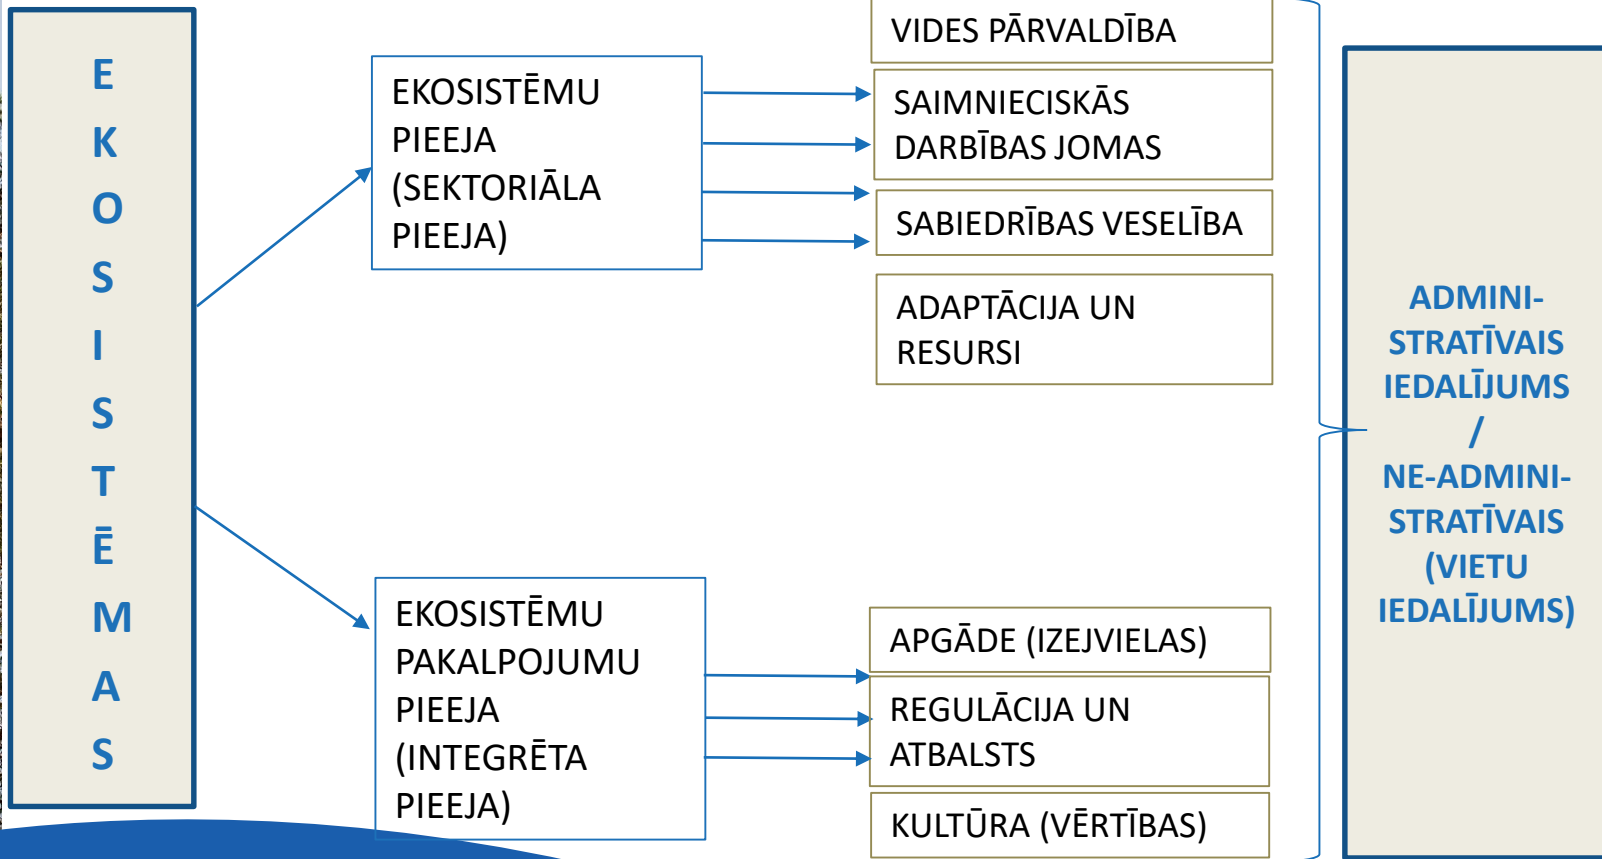 E
K
O
S
I
S
T
Ē
M
A
S
EKOSISTĒMU
PIEEJA
(SEKTORIĀLA
PIEEJA)
VIDES PĀRVALDĪBA
SAIMNIECISKĀS
DARBĪBAS JOMAS
SABIEDRĪBAS VESELĪBA
ADAPTĀCIJA UN
RESURSI
EKOSISTĒMU
PAKALPOJUMU
PIEEJA
(INTEGRĒTA
PIEEJA)
APGĀDE (IZEJVIELAS)
REGULĀCIJA UN
ATBALSTS
KULTŪRA (VĒRTĪBAS)
ADMINI-
STRATĪVAIS
IEDALĪJUMS
/
NE-ADMINI-
STRATĪVAIS
(VIETU
IEDALĪJUMS)